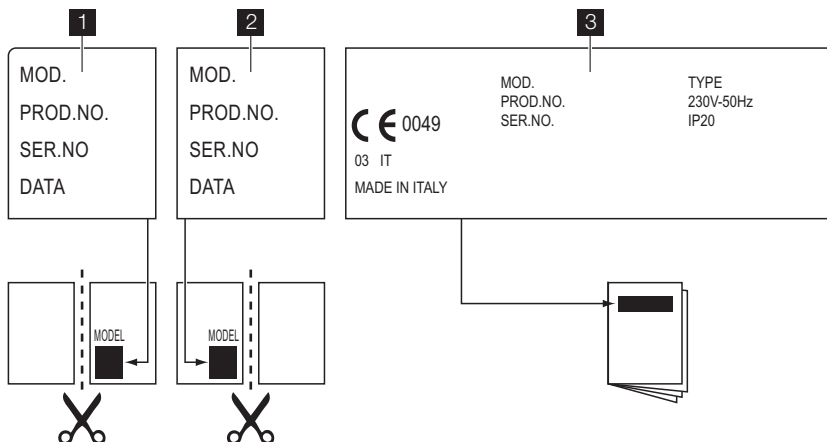 1
MOD.
PROD.NO.
SER.NO
DATA
MODEL
2
MOD.
PROD.NO.
SER.NO
DATA
MODEL
3
CE 0049
03 IT
MADE IN ITALY
MOD.
PROD.NO.
SER.NO.
TYPE
230V-50Hz
IP20